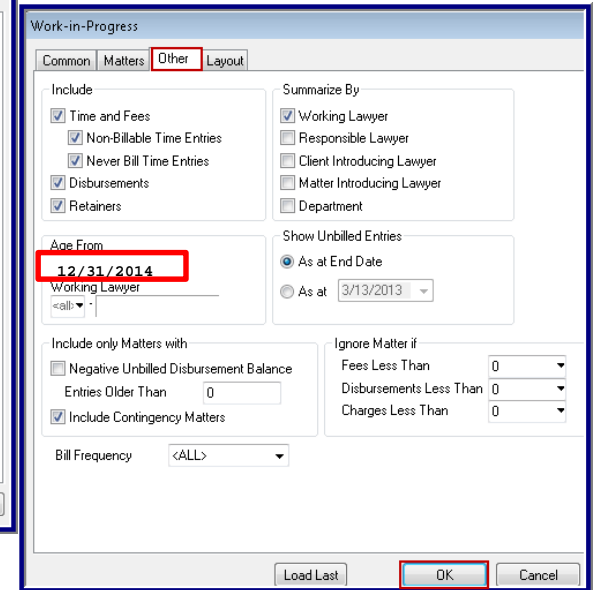 Work-in-Progress
Common Matters Other Layout
Include
Time and Fees
Non-Billable Time Entries
Never Bill Time Entries
Disbursements
Retainers
Summarize By
Working Lawyer
Responsible Lawyer
Client Introducing Lawyer
Matter Introducing Lawyer
Department
Age From
12/31/2014
Working Lawyer
<all> -
Show Unbilled Entries
As at End Date
As at 3/13/2013
Include only Matters with
Negative Unbilled Disbursement Balance
Entries Older Than 0
Include Contingency Matters
Ignore Matter if
Fees Less Than 0
Disbursements Less Than 0
Charges Less Than 0
Bill Frequency <ALL>
Load Last OK Cancel